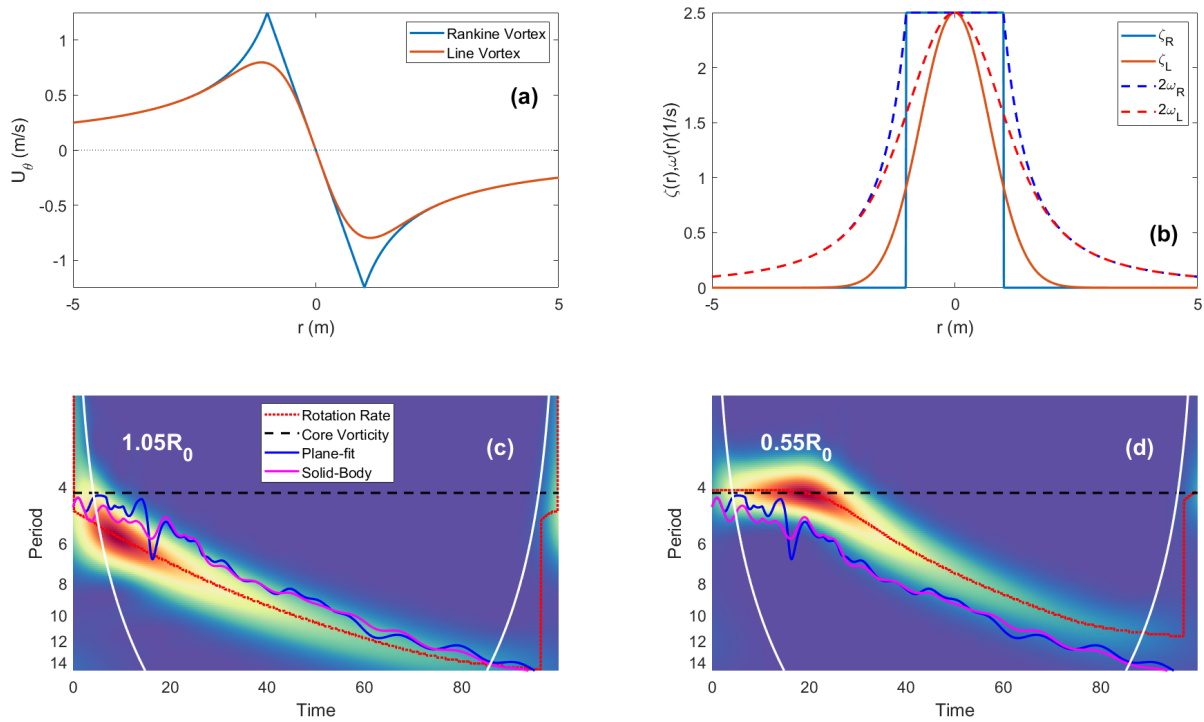 1
0.5
0
-0.5
-1
U_θ (m/s)
Rankine Vortex
Line Vortex
(a)
-5 0 5
r (m)
2.5
2
1.5
1
0.5
0
ζ(r),ω(r)(1/s)
ζ_R
ζ_L
2ω_R
2ω_L
(b)
-5 0 5
r (m)
4
6
8
10
12
14
Period
1.05R_0
Rotation Rate
Core Vorticity
Plane-fit
Solid-Body
(c)
0 20 40 60 80
Time
4
6
8
10
12
14
Period
0.55R_0
(d)
0 20 40 60 80
Time